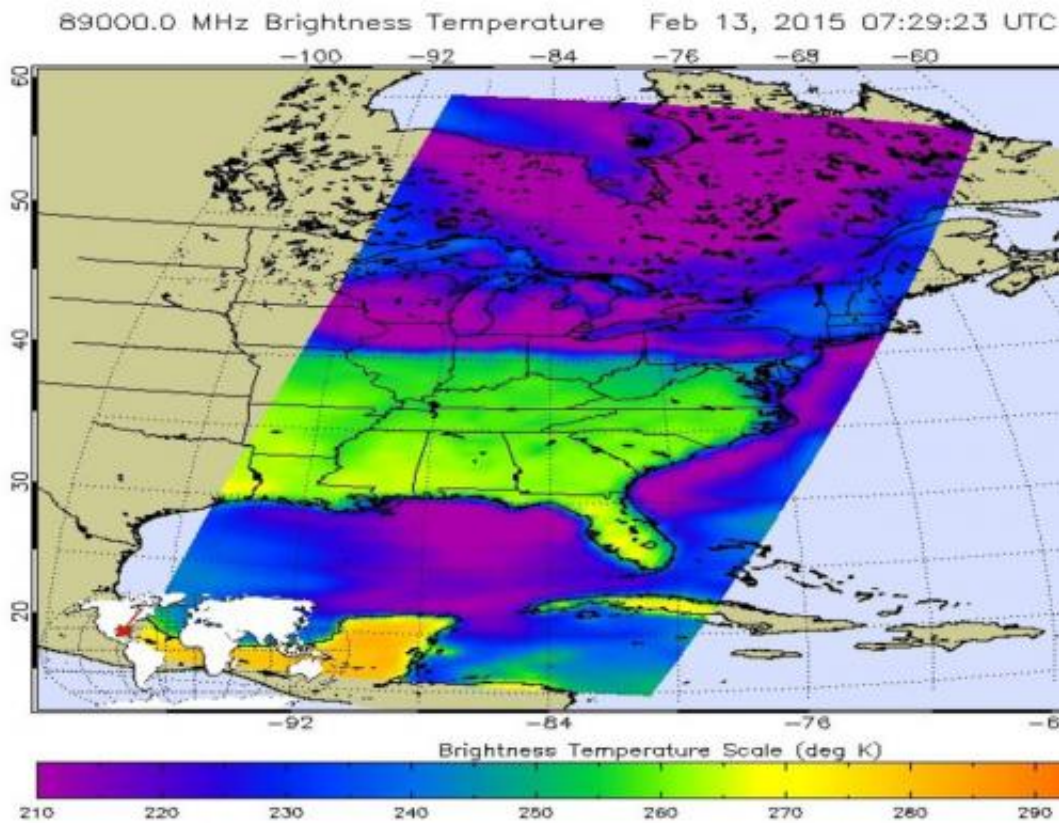 89000.0 MHz Brightness Temperature Feb 13, 2015 07:29:23 UTC
-100 -92 -84 -76 -68 -60
60
50
40
30
20
-92 -84 -76
Brightness Temperature Scale (deg K)
210 220 230 240 250 260 270 280 290